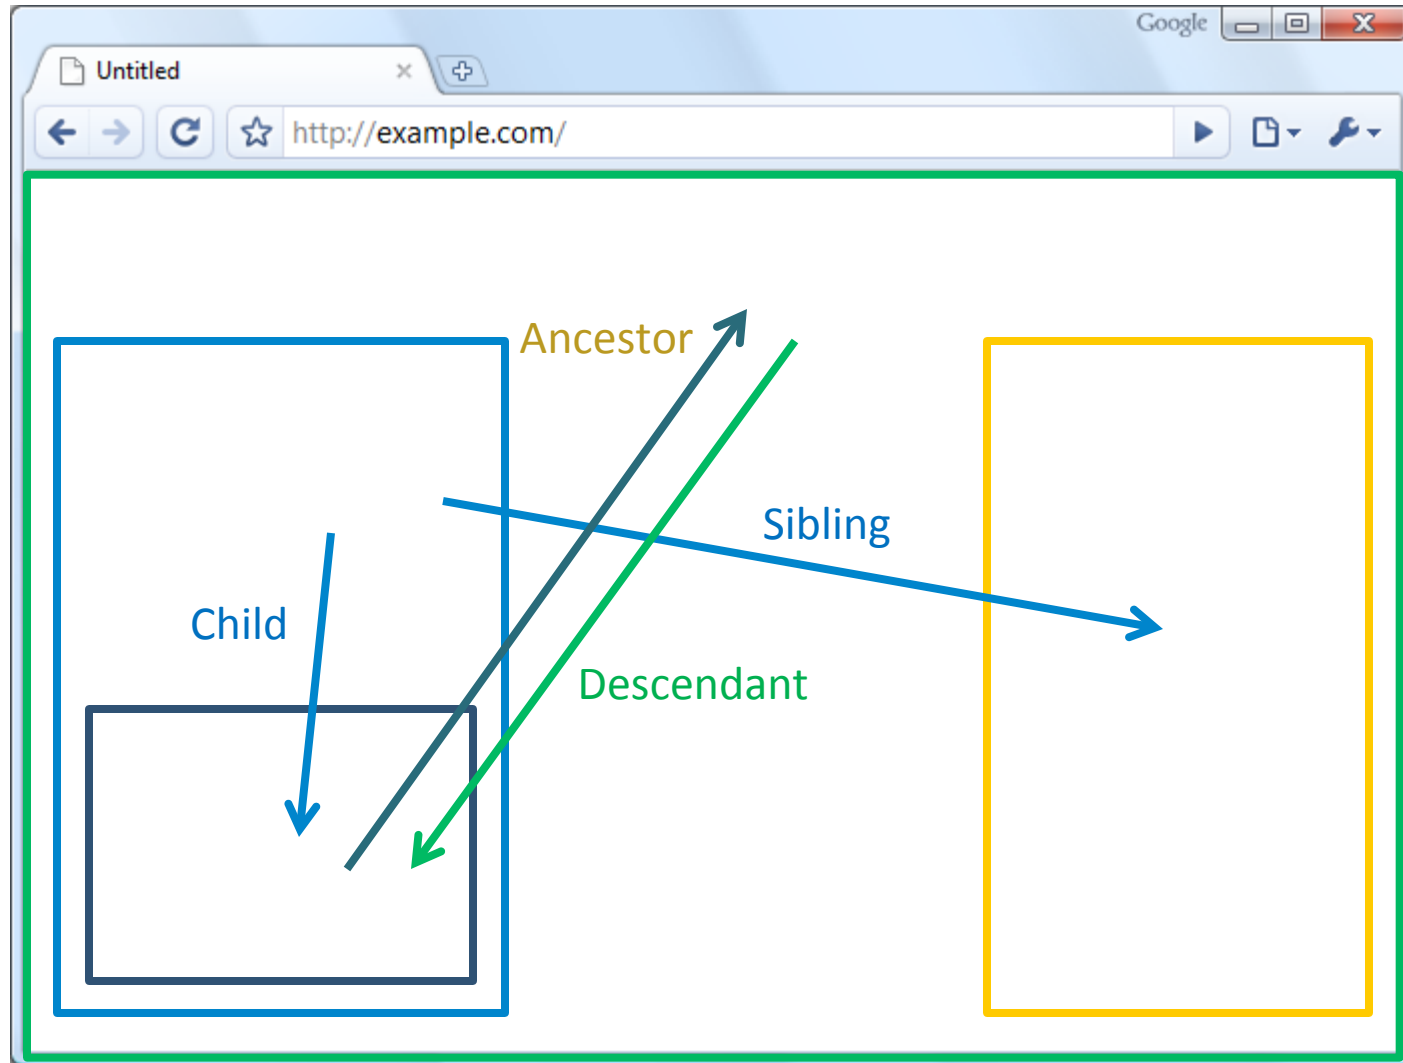 Google
Untitled
http://example.com/
Ancestor
Sibling
Child
Descendant